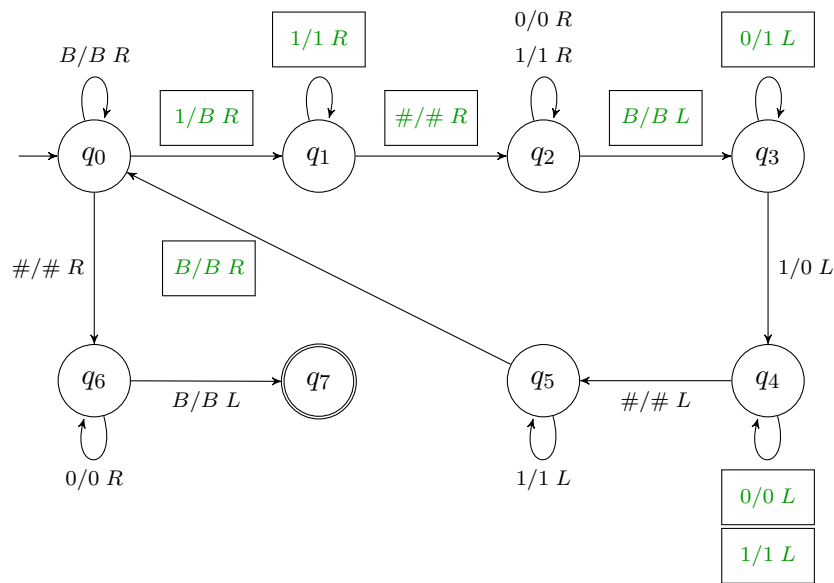 0/0 R
B/B R
1/1 R
1/1 R
0/1 L
1/B R
#/# R
B/B L
q0
q1
q2
q3
#/# R
B/B R
1/0 L
q6
q7
q5
q4
B/B L
#/# L
0/0 R
1/1 L
0/0 L
1/1 L